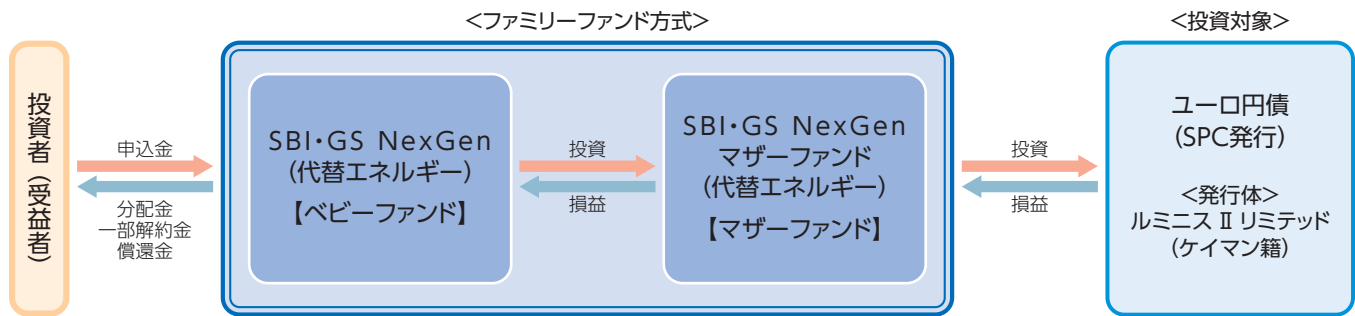 <ファミリーファンド方式>
<投資対象>
投資者（受益者）
申込金
分配金
一部解約金
償還金
SBI・GS NexGen
(代替エネルギー)
【ベビーファンド】
投資
損益
SBI・GS NexGen
マザーファンド
(代替エネルギー)
【マザーファンド】
投資
損益
ユーロ円債
(SPC発行)
<発行体>
ルミニス Ⅱ リミテッド
(ケイマン籍)